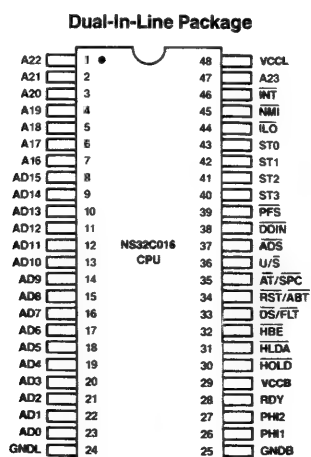 Dual-In-Line Package
A22 1 48 VCCL
A21 2 47 A23
A20 3 46 INT
A19 4 45 NMI
A18 5 44 ILO
A17 6 43 ST0
A16 7 42 ST1
AD15 8 41 ST2
AD14 9 40 ST3
AD13 10 39 PFS
AD12 11 38 DDIN
AD11 12 NS32C016 37 ADS
AD10 13 CPU 36 U/S
AD9 14 35 AT/SPC
AD8 15 34 RST/ABT
AD7 16 33 DS/FLT
AD6 17 32 HBE
AD5 18 31 HLDA
AD4 19 30 HOLD
AD3 20 29 VCCB
AD2 21 28 RDY
AD1 22 27 PHI2
AD0 23 26 PHI1
GNDL 24 25 GNDB